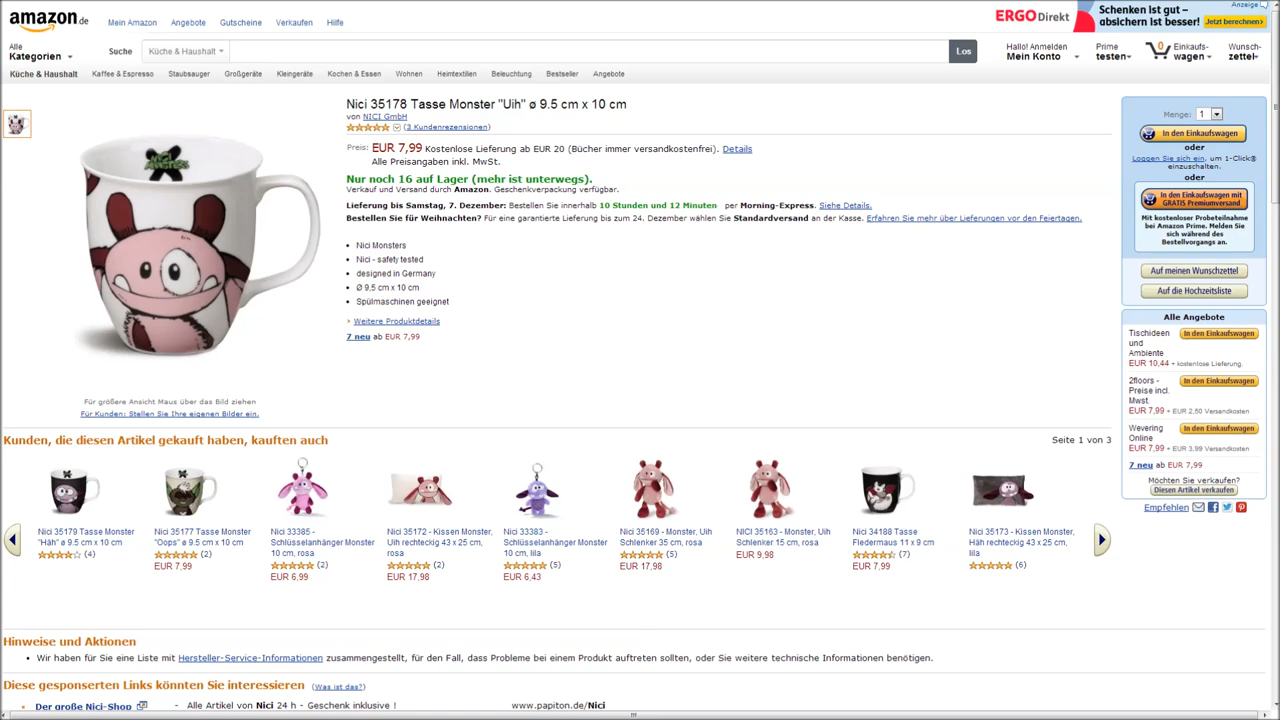 amazon.de
Mein Amazon Angebote Gutscheine Verkaufen Hilfe
Anzeige
ERGO Direkt
Schenken ist gut –
absichern ist besser!
Jetzt berechnen›
Alle
Kategorien
Suche
Küche & Haushalt
Los
Hallo! Anmelden
Mein Konto
Prime
testen
0
Einkaufs-
wagen
Wunsch-
zettel
Küche & Haushalt Kaffee & Espresso Staubsauger Großgeräte Kleingeräte Kochen & Essen Wohnen Heimtextilien Beleuchtung Bestseller Angebote
Nici 35178 Tasse Monster "Uih" ø 9.5 cm x 10 cm
von NICI GmbH
(3 Kundenrezensionen)
Preis: EUR 7,99 Kostenlose Lieferung ab EUR 20 (Bücher immer versandkostenfrei). Details
Alle Preisangaben inkl. MwSt.
Nur noch 16 auf Lager (mehr ist unterwegs).
Verkauf und Versand durch Amazon. Geschenkverpackung verfügbar.
Lieferung bis Samstag, 7. Dezember: Bestellen Sie innerhalb 10 Stunden und 12 Minuten per Morning-Express. Siehe Details.
Bestellen Sie für Weihnachten? Für eine garantierte Lieferung bis zum 24. Dezember wählen Sie Standardversand an der Kasse. Erfahren Sie mehr über Lieferungen vor den Feiertagen.
• Nici Monsters
• Nici - safety tested
• designed in Germany
• Ø 9,5 cm x 10 cm
• Spülmaschinen geeignet
› Weitere Produktdetails
7 neu ab EUR 7,99
Für größere Ansicht Maus über das Bild ziehen
Für Kunden: Stellen Sie Ihre eigenen Bilder ein.
Menge: 1
In den Einkaufswagen
oder
Loggen Sie sich ein, um 1-Click®
einzuschalten.
oder
In den Einkaufswagen mit
GRATIS Premiumversand
Mit kostenloser Probeteilnahme
bei Amazon Prime. Melden Sie
sich während des
Bestellvorgangs an.
Auf meinen Wunschzettel
Auf die Hochzeitsliste
Alle Angebote
Tischideen
und
Ambiente
In den Einkaufswagen
EUR 10,44 + kostenlose Lieferung.
2floors -
Preise incl.
Mwst.
In den Einkaufswagen
EUR 7,99 + EUR 2,50 Versandkosten
Wevering
Online
In den Einkaufswagen
EUR 7,99 + EUR 3,99 Versandkosten
7 neu ab EUR 7,99
Möchten Sie verkaufen?
Diesen Artikel verkaufen
Empfehlen
Kunden, die diesen Artikel gekauft haben, kauften auch
Seite 1 von 3
Nici 35179 Tasse Monster
"Häh" ø 9.5 cm x 10 cm
(4)
Nici 35177 Tasse Monster
"Oops" ø 9.5 cm x 10 cm
(2)
EUR 7,99
Nici 33385 -
Schlüsselanhänger Monster
10 cm, rosa
(2)
EUR 6,99
Nici 35172 - Kissen Monster,
Uih rechteckig 43 x 25 cm,
rosa
(2)
EUR 17,98
Nici 33383 -
Schlüsselanhänger Monster
10 cm, lila
(5)
EUR 6,43
Nici 35169 - Monster, Uih
Schlenker 35 cm, rosa
(5)
EUR 17,98
NICI 35163 - Monster, Uih
Schlenker 15 cm, rosa
EUR 9,98
Nici 34188 Tasse
Fledermaus 11 x 9 cm
(7)
EUR 7,99
Nici 35173 - Kissen Monster,
Häh rechteckig 43 x 25 cm,
lila
(6)
Hinweise und Aktionen
• Wir haben für Sie eine Liste mit Hersteller-Service-Informationen zusammengestellt, für den Fall, dass Probleme bei einem Produkt auftreten sollten, oder Sie weitere technische Informationen benötigen.
Diese gesponserten Links könnten Sie interessieren (Was ist das?)
Der große Nici-Shop - Alle Artikel von Nici 24 h - Geschenk inklusive ! www.papiton.de/Nici